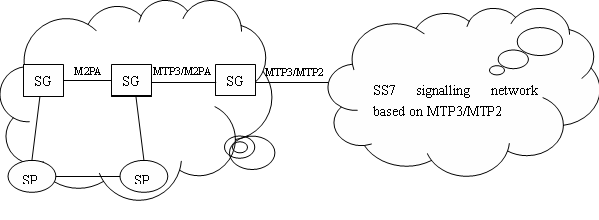 M2PA
MTP3/M2PA
MTP3/MTP2
SG
SG
SG
SS7 signalling network
based on MTP3/MTP2
SP
SP